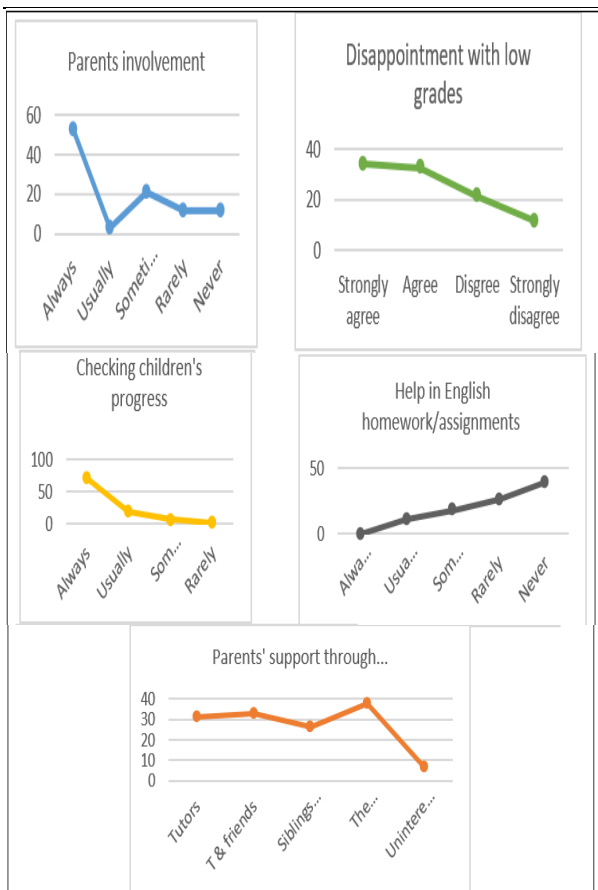 Parents involvement
60
40
20
0
Always
Usually
Someti...
Rarely
Never
Disappointment with low
grades
40
20
0
Strongly
agree
Agree
Disgree
Strongly
disagree
Checking children's
progress
100
50
0
Always
Usually
Som...
Rarely
Help in English
homework/assignments
50
0
Alwa...
Usua...
Som...
Rarely
Never
Parents' support through...
40
30
20
10
0
Tutors
T & friends
Siblings...
The...
Unintere...